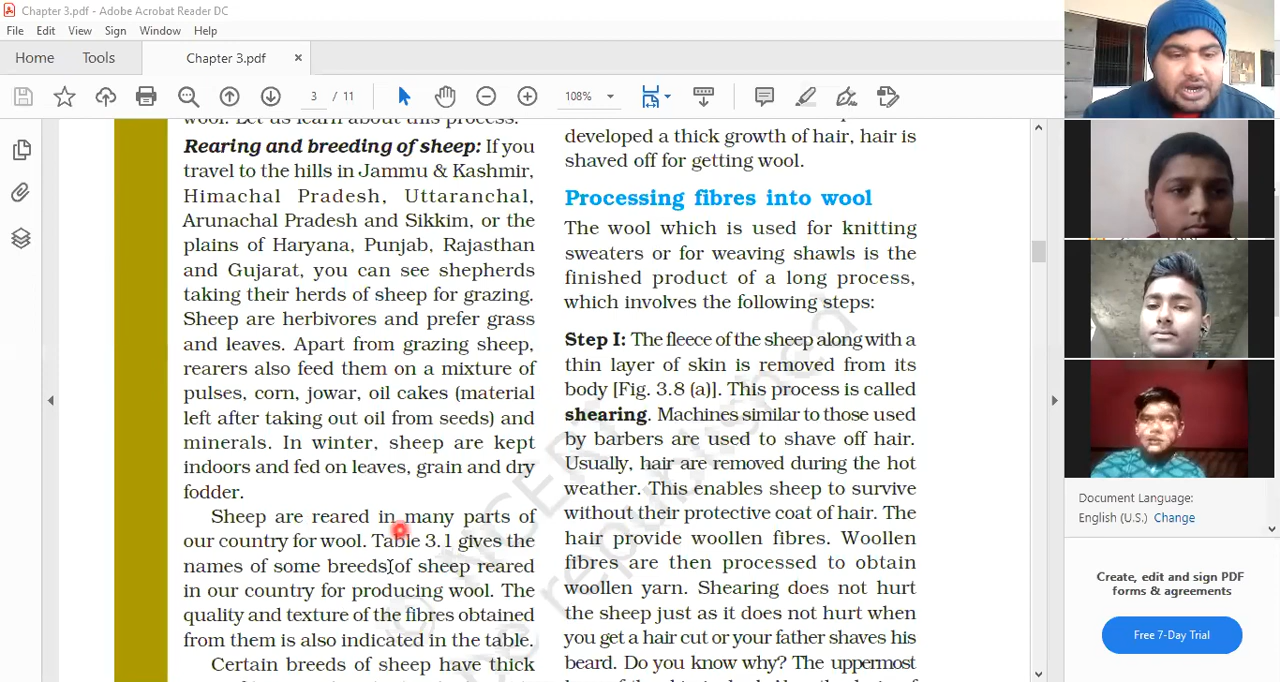 Chapter 3.pdf - Adobe Acrobat Reader DC
File Edit View Sign Window Help
Home Tools Chapter 3.pdf ×
3 / 11 108%
wool. Let us learn about this process.
Rearing and breeding of sheep: If you
travel to the hills in Jammu & Kashmir,
Himachal Pradesh, Uttaranchal,
Arunachal Pradesh and Sikkim, or the
plains of Haryana, Punjab, Rajasthan
and Gujarat, you can see shepherds
taking their herds of sheep for grazing.
Sheep are herbivores and prefer grass
and leaves. Apart from grazing sheep,
rearers also feed them on a mixture of
pulses, corn, jowar, oil cakes (material
left after taking out oil from seeds) and
minerals. In winter, sheep are kept
indoors and fed on leaves, grain and dry
fodder.
Sheep are reared in many parts of
our country for wool. Table 3.1 gives the
names of some breeds of sheep reared
in our country for producing wool. The
quality and texture of the fibres obtained
from them is also indicated in the table.
Certain breeds of sheep have thick
developed a thick growth of hair, hair is
shaved off for getting wool.
Processing fibres into wool
The wool which is used for knitting
sweaters or for weaving shawls is the
finished product of a long process,
which involves the following steps:
Step I: The fleece of the sheep along with a
thin layer of skin is removed from its
body [Fig. 3.8 (a)]. This process is called
shearing. Machines similar to those used
by barbers are used to shave off hair.
Usually, hair are removed during the hot
weather. This enables sheep to survive
without their protective coat of hair. The
hair provide woollen fibres. Woollen
fibres are then processed to obtain
woollen yarn. Shearing does not hurt
the sheep just as it does not hurt when
you get a hair cut or your father shaves his
beard. Do you know why? The uppermost
© NCERT
be republished
Document Language:
English (U.S.) Change
Create, edit and sign PDF
forms & agreements
Free 7-Day Trial